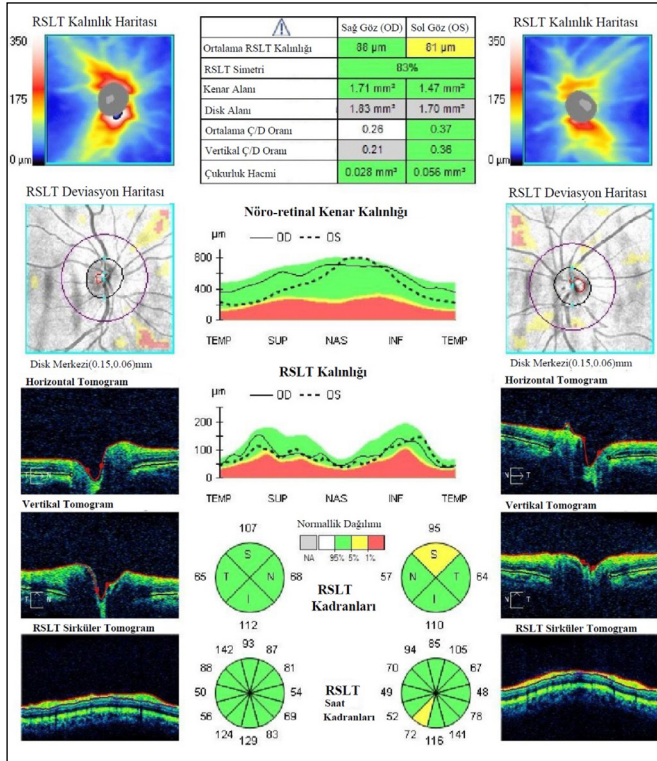 RSLT Kalınlık Haritası
350
175
0 µm
Sağ Göz (OD) Sol Göz (OS)
Ortalama RSLT Kalınlığı 88 µm 81 µm
RSLT Simetri 83%
Kenar Alanı 1.71 mm² 1.47 mm²
Disk Alanı 1.83 mm² 1.70 mm²
Ortalama Ç/D Oranı 0.26 0.37
Vertikal Ç/D Oranı 0.21 0.36
Çukurluk Hacmi 0.028 mm³ 0.056 mm³
RSLT Kalınlık Haritası
350
175
0 µm
RSLT Deviasyon Haritası
Disk Merkezi(0.15,0.06)mm
Nöro-retinal Kenar Kalınlığı
µm OD OS
800
400
0
TEMP SUP NAS INF TEMP
RSLT Deviasyon Haritası
Disk Merkezi(0.15,0.06)mm
Horizontal Tomogram
T N
RSLT Kalınlığı
µm OD OS
200
100
0
TEMP SUP NAS INF TEMP
Horizontal Tomogram
N T
Vertikal Tomogram
Normallik Dağılımı
NA 95% 5% 1%
107
S
65 T N 68
I
112
RSLT
Kadranları
95
S
57 N T 64
I
110
Vertikal Tomogram
RSLT Sirküler Tomogram
93
142 87
88 81
50 54
56 69
124 83
129
RSLT
Saat
Kadranları
85
94 105
70 67
49 48
52 78
72 141
116
RSLT Sirküler Tomogram